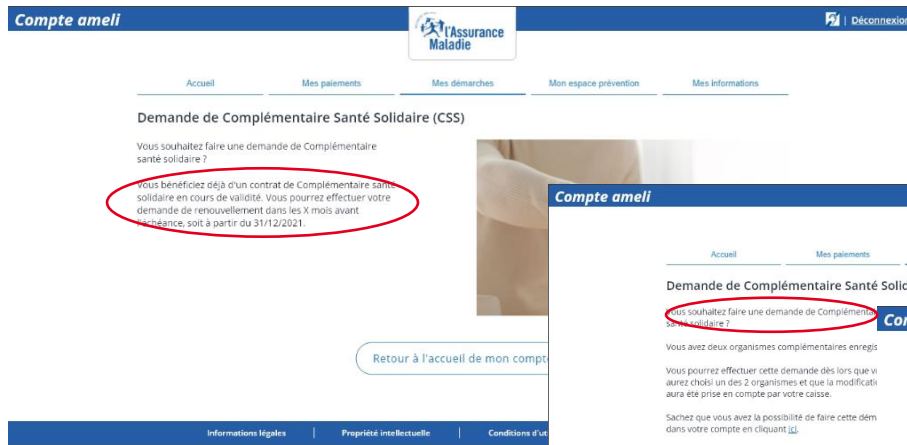 Compte ameli
l'Assurance
Maladie
Déconnexion
Accueil
Mes paiements
Mes démarches
Mon espace prévention
Mes informations
Demande de Complémentaire Santé Solidaire (CSS)
Vous souhaitez faire une demande de Complémentaire
santé solidaire ?
Vous bénéficiez déjà d'un contrat de Complémentaire santé
solidaire en cours de validité. Vous pourrez effectuer votre
demande de renouvellement dans les X mois avant
l'échéance, soit à partir du 31/12/2021.
Retour à l'accueil de mon compte
Informations légales
Propriété intellectuelle
Conditions d'ut
Compte ameli
Accueil
Mes paiements
Demande de Complémentaire Santé Solid
Vous souhaitez faire une demande de Complémenta
santé solidaire ?
Vous avez deux organismes complémentaires enregis
Vous pourrez effectuer cette demande dès lors que v
aurez choisi un des 2 organismes et que la modificati
aura été prise en compte par votre caisse.
Sachez que vous avez la possibilité de faire cette dém
dans votre compte en cliquant ici.
Con